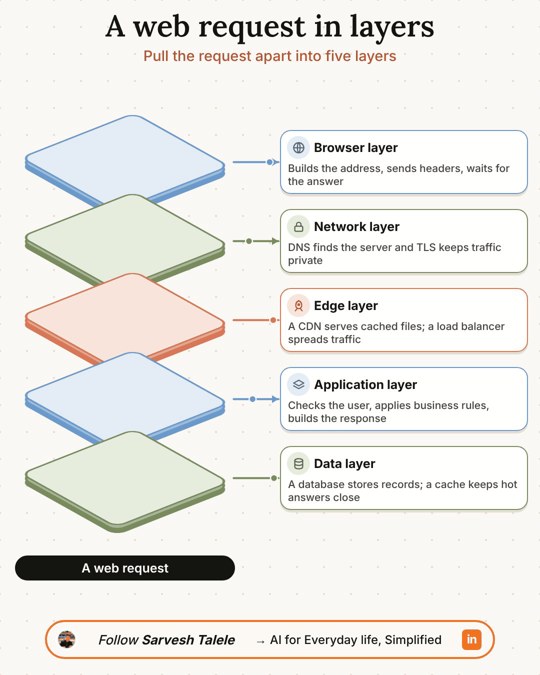 A web request in layers
Pull the request apart into five layers
Browser layer
Builds the address, sends headers, waits for
the answer
Network layer
DNS finds the server and TLS keeps traffic
private
Edge layer
A CDN serves cached files; a load balancer
spreads traffic
Application layer
Checks the user, applies business rules,
builds the response
Data layer
A database stores records; a cache keeps hot
answers close
A web request
Follow Sarvesh Talele → AI for Everyday life, Simplified in